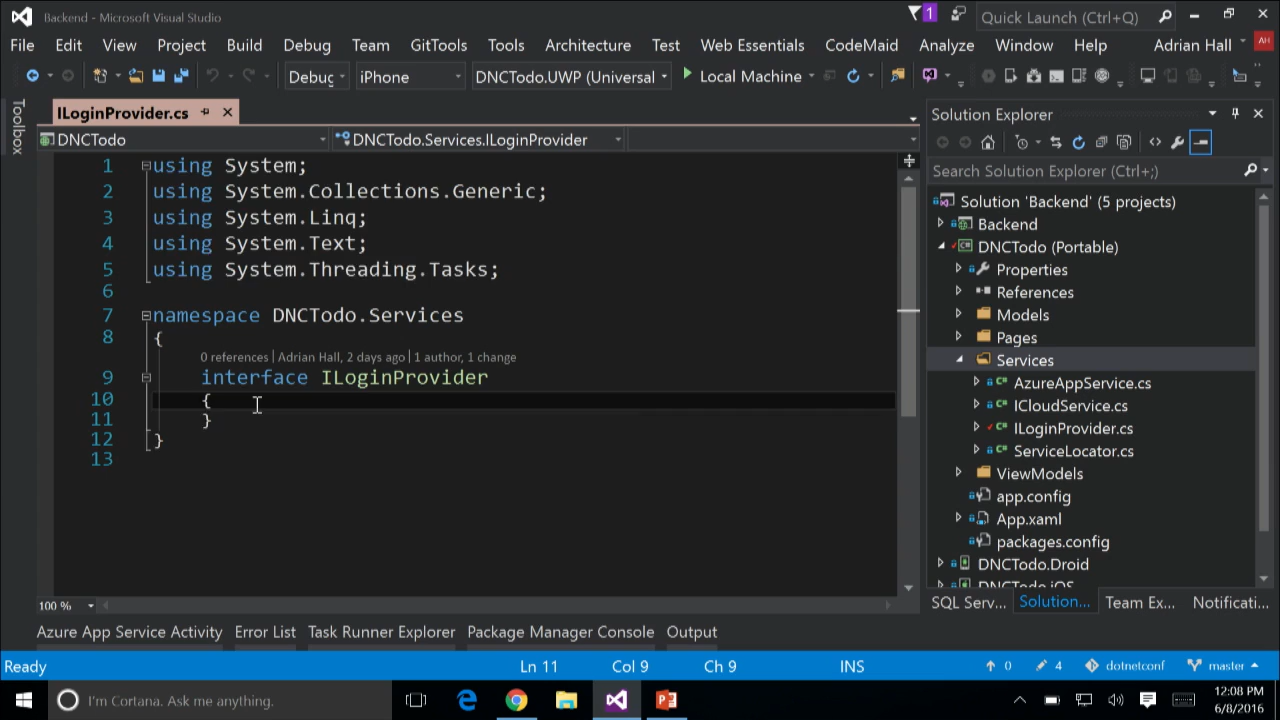 Backend - Microsoft Visual Studio
1
Quick Launch (Ctrl+Q)
File Edit View Project Build Debug Team GitTools Tools Architecture Test Web Essentials CodeMaid Analyze Window Help Adrian Hall AH
Debug iPhone DNCTodo.UWP (Universal Local Machine
Toolbox
ILoginProvider.cs
DNCTodo DNCTodo.Services.ILoginProvider
1 using System;
2 using System.Collections.Generic;
3 using System.Linq;
4 using System.Text;
5 using System.Threading.Tasks;
6
7 namespace DNCTodo.Services
8 {
0 references | Adrian Hall, 2 days ago | 1 author, 1 change
9 interface ILoginProvider
10 {
11 }
12 }
13
100 %
Solution Explorer
Search Solution Explorer (Ctrl+;)
Solution 'Backend' (5 projects)
Backend
DNCTodo (Portable)
Properties
References
Models
Pages
Services
AzureAppService.cs
ICloudService.cs
ILoginProvider.cs
ServiceLocator.cs
ViewModels
app.config
App.xaml
packages.config
DNCTodo.Droid
DNCTodo.iOS
SQL Serv... Solution... Team Ex... Notificati...
Azure App Service Activity Error List Task Runner Explorer Package Manager Console Output
Ready Ln 11 Col 9 Ch 9 INS 0 4 dotnetconf master
I'm Cortana. Ask me anything.
12:08 PM
6/8/2016